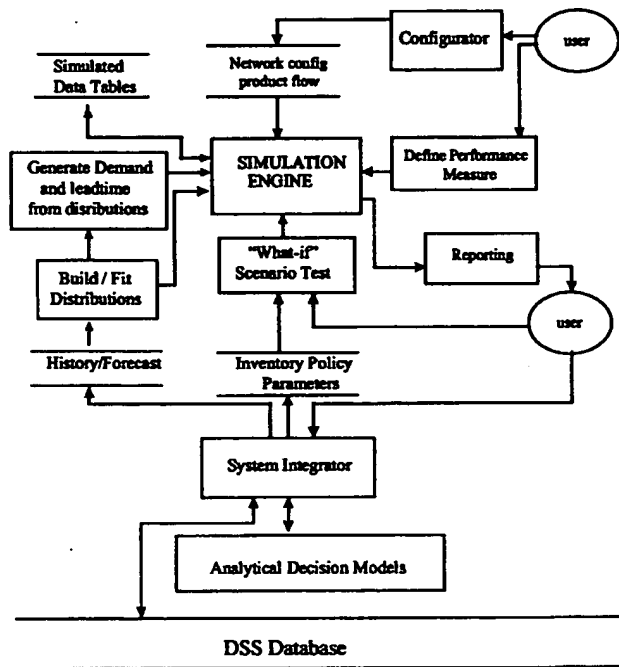 Configurator
user
Simulated
Data Tables
Network config
product flow
Generate Demand
and leadtime
from disributions
SIMULATION
ENGINE
Define Performance
Measure
"What-if"
Scenario Test
Reporting
Build / Fit
Distributions
user
History/Forecast
Inventory Policy
Parameters
System Integrator
Analytical Decision Models
DSS Database